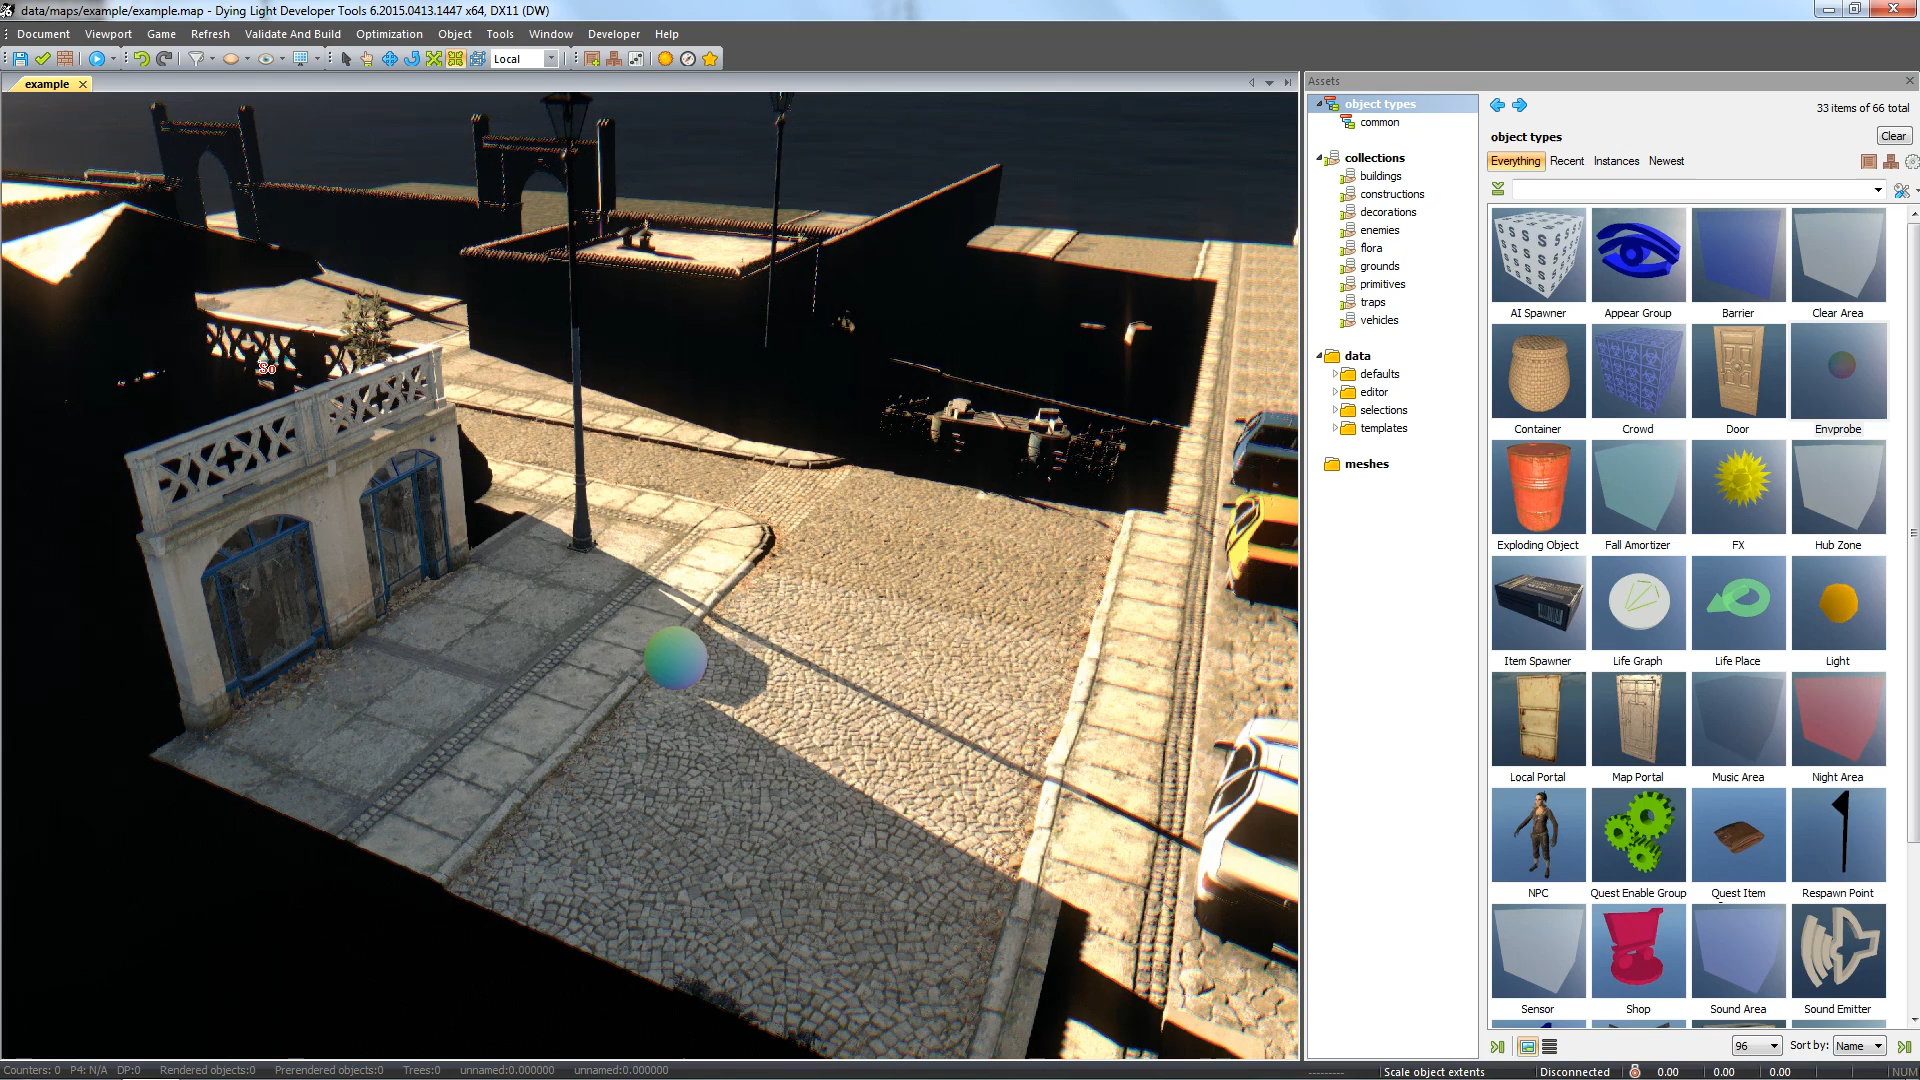 data/maps/example/example.map - Dying Light Developer Tools 6.2015.0413.1447 x64, DX11 (DW)
Document Viewport Game Refresh Validate And Build Optimization Object Tools Window Developer Help
Local
example
So
Assets
object types
common
collections
buildings
constructions
decorations
enemies
flora
grounds
primitives
traps
vehicles
data
defaults
editor
selections
templates
meshes
33 items of 66 total
object types
Clear
Everything Recent Instances Newest
AI Spawner Appear Group Barrier Clear Area
Container Crowd Door Envprobe
Exploding Object Fall Amortizer FX Hub Zone
Item Spawner Life Graph Life Place Light
Local Portal Map Portal Music Area Night Area
NPC Quest Enable Group Quest Item Respawn Point
Sensor Shop Sound Area Sound Emitter
96 Sort by: Name
Counters: 0 P4: N/A DP:0 Rendered objects:0 Prerendered objects:0 Trees:0 unnamed:0.000000 unnamed:0.000000
--------- Scale object extents Disconnected 0.00 0.00 0.00 NUM